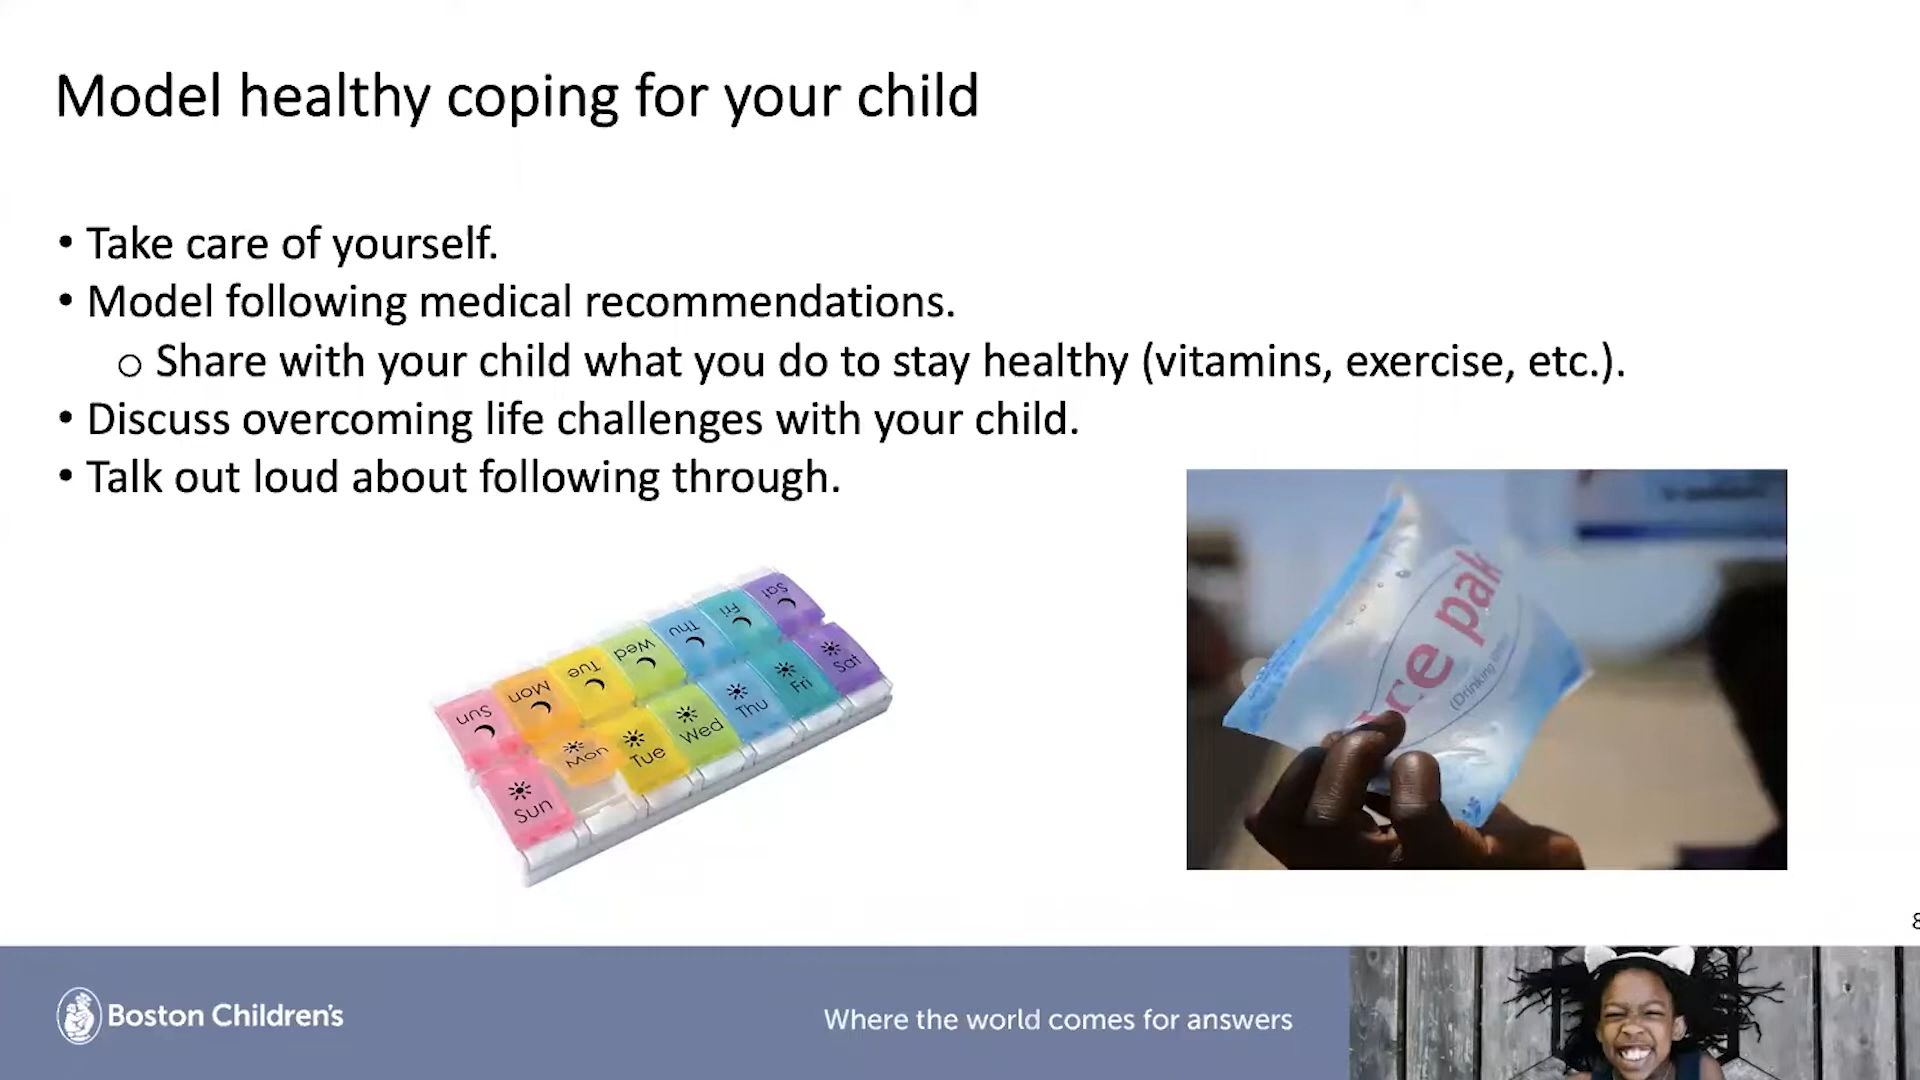 Model healthy coping for your child
• Take care of yourself.
• Model following medical recommendations.
o Share with your child what you do to stay healthy (vitamins, exercise, etc.).
• Discuss overcoming life challenges with your child.
• Talk out loud about following through.
Sun
Mon
Tue
Wed
Thu
Fri
Sat
Sun
Mon
Tue
Wed
Thu
Fri
Sat
pak
(Drinking
8
Boston Children's
Where the world comes for answers